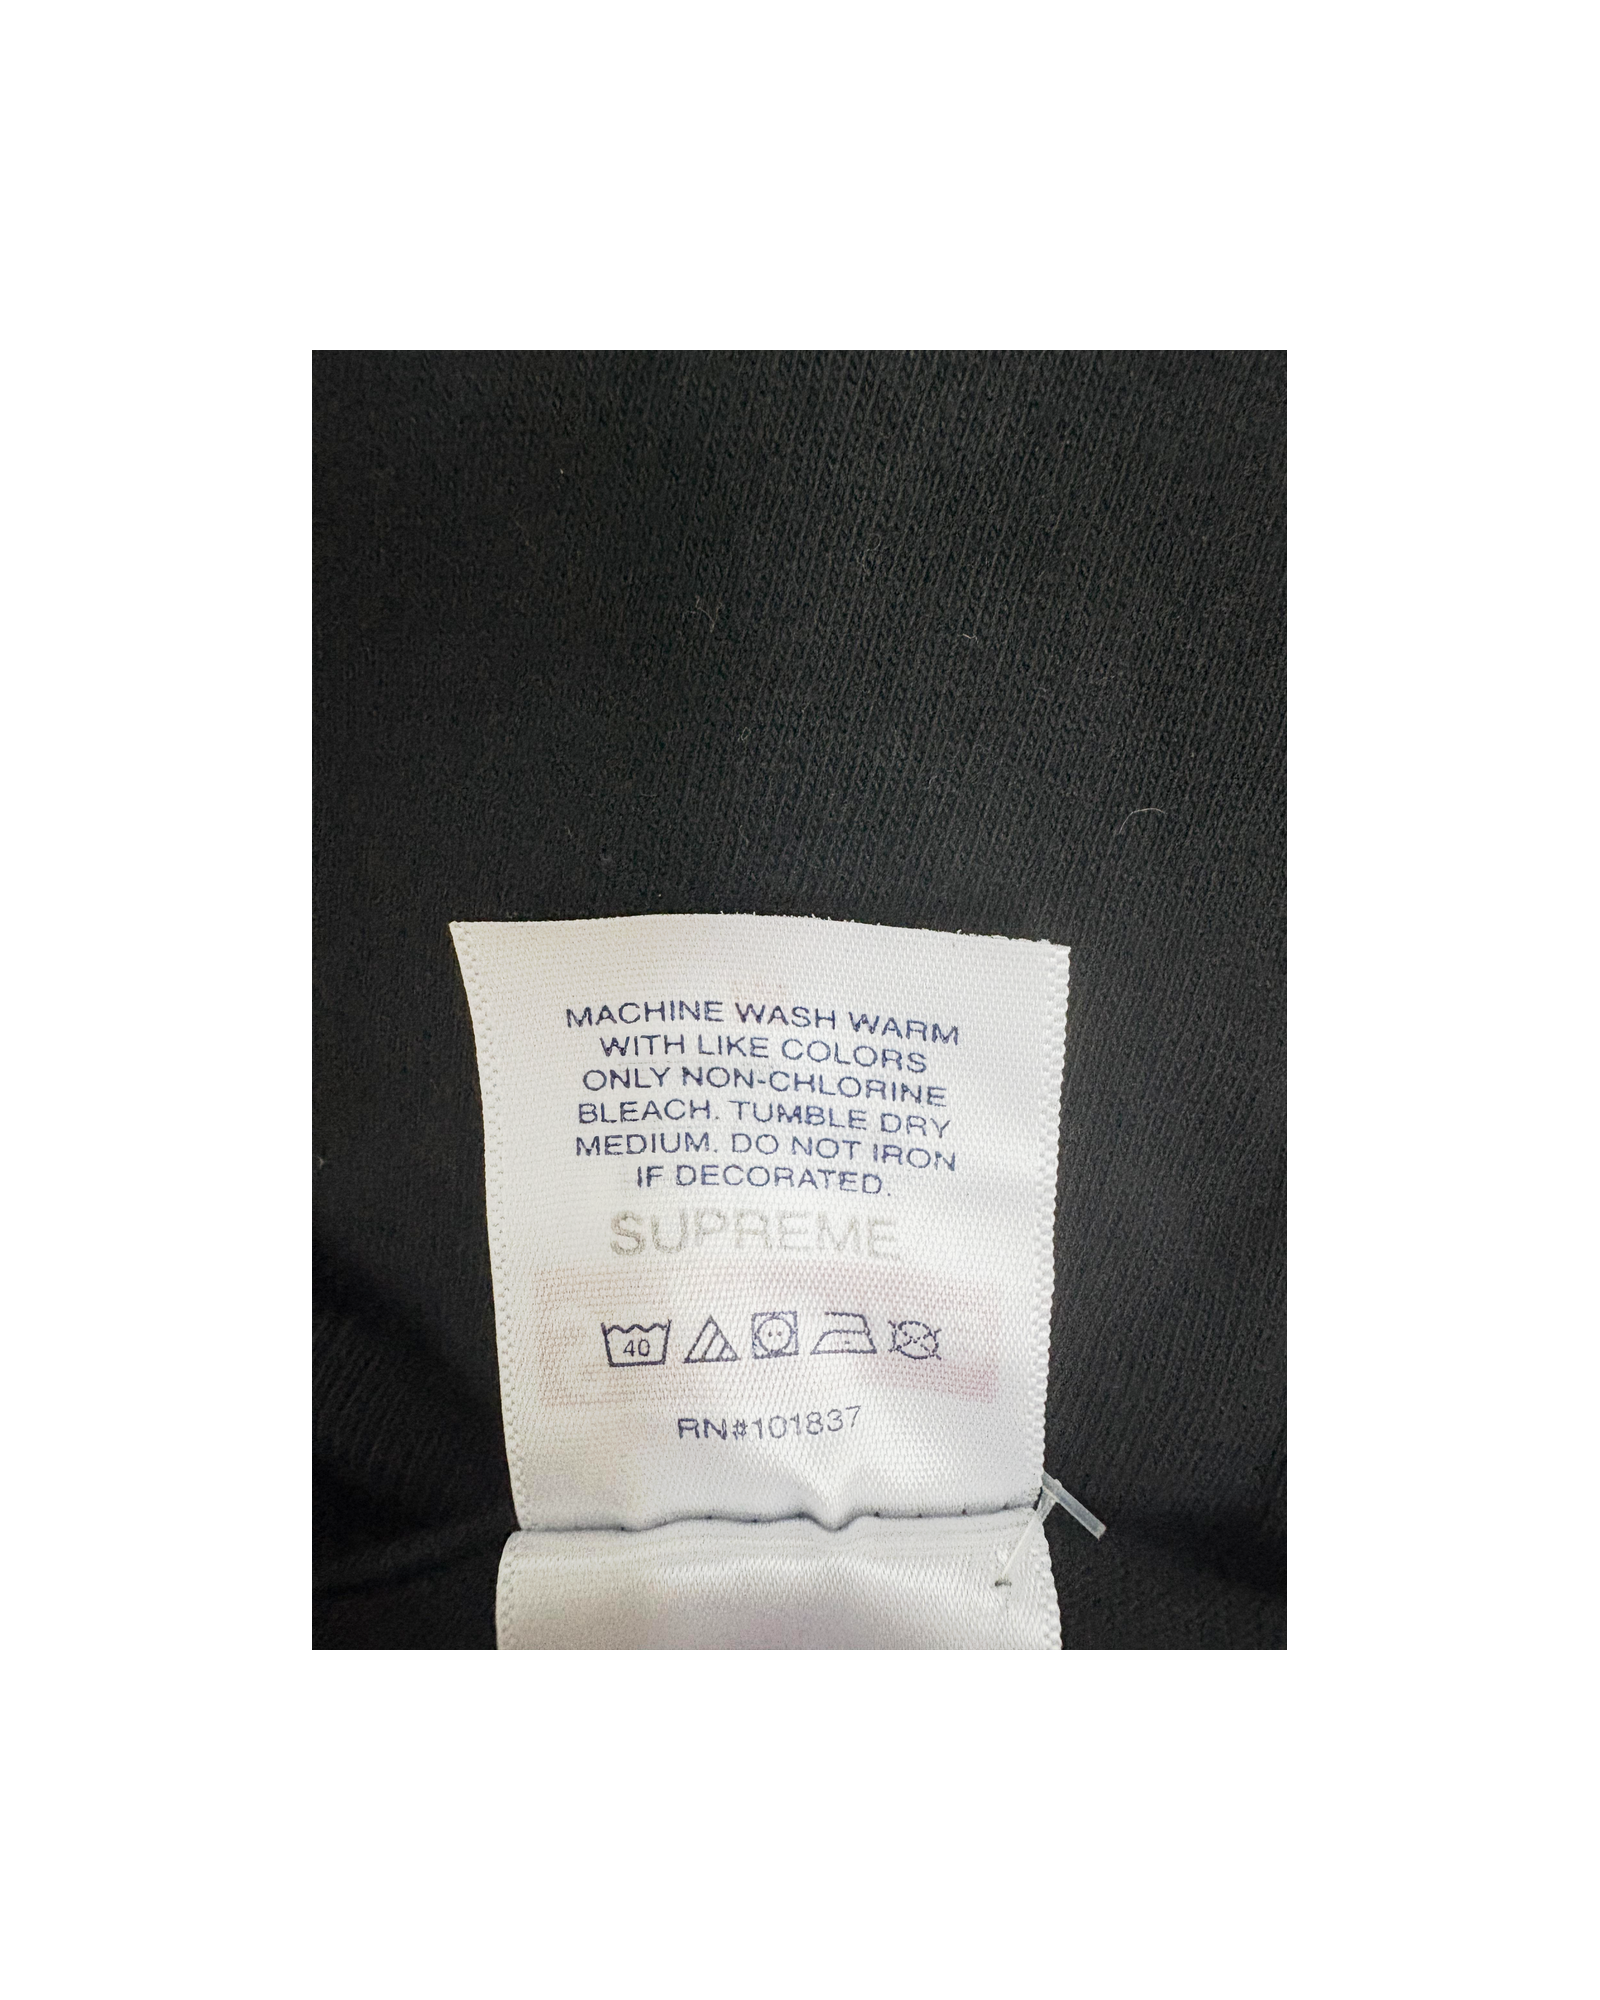 MACHINE WASH WARM
WITH LIKE COLORS
ONLY NON-CHLORINE
BLEACH. TUMBLE DRY
MEDIUM. DO NOT IRON
IF DECORATED.
SUPREME
40
RN#101837